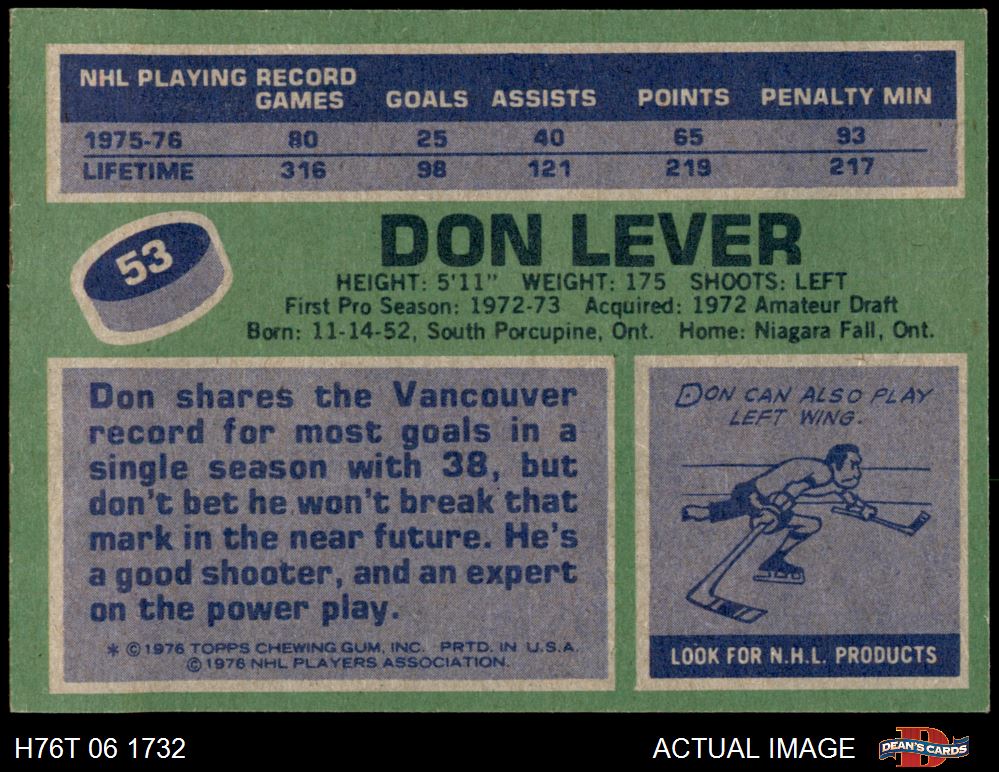 NHL PLAYING RECORD
GAMES GOALS ASSISTS POINTS PENALTY MIN
1975-76 80 25 40 65 93
LIFETIME 316 98 121 219 217
53
DON LEVER
HEIGHT: 5'11" WEIGHT: 175 SHOOTS: LEFT
First Pro Season: 1972-73 Acquired: 1972 Amateur Draft
Born: 11-14-52, South Porcupine, Ont. Home: Niagara Fall, Ont.
Don shares the Vancouver
record for most goals in a
single season with 38, but
don't bet he won't break that
mark in the near future. He's
a good shooter, and an expert
on the power play.
* © 1976 TOPPS CHEWING GUM, INC. PRTD. IN U.S.A.
© 1976 NHL PLAYERS ASSOCIATION.
DON CAN ALSO PLAY
LEFT WING.
LOOK FOR N.H.L. PRODUCTS
H76T 06 1732
ACTUAL IMAGE
D
DEAN'S CARDS